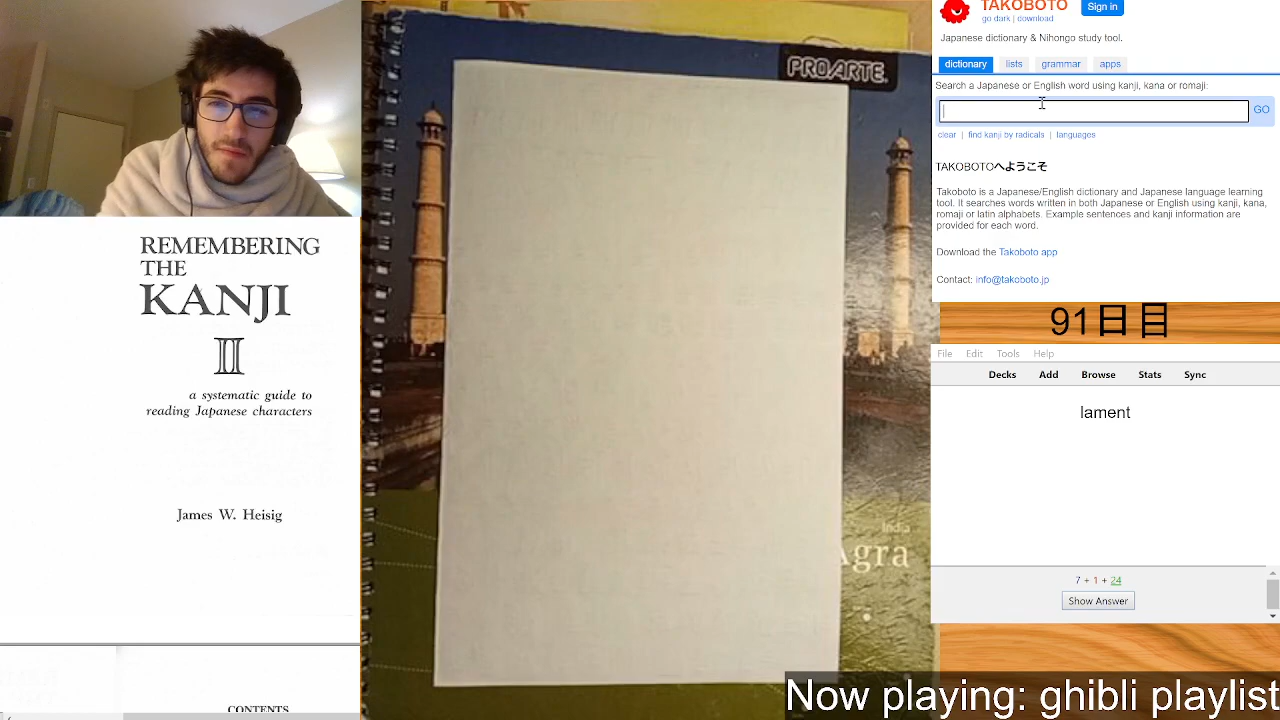 REMEMBERING
THE
KANJI
II
a systematic guide to
reading Japanese characters
James W. Heisig
CONTENTS
PROARTE
India
Agra
TAKOBOTO
Sign in
go dark | download
Japanese dictionary & Nihongo study tool.
dictionary lists grammar apps
Search a Japanese or English word using kanji, kana or romaji:
GO
clear | find kanji by radicals | languages
TAKOBOTOへようこそ
Takoboto is a Japanese/English dictionary and Japanese language learning
tool. It searches words written in both Japanese or English using kanji, kana,
romaji or latin alphabets. Example sentences and kanji information are
provided for each word.
Download the Takoboto app
Contact: info@takoboto.jp
91日目
File Edit Tools Help
Decks Add Browse Stats Sync
lament
7 + 1 + 24
Show Answer
Now playing: ghibli playlist